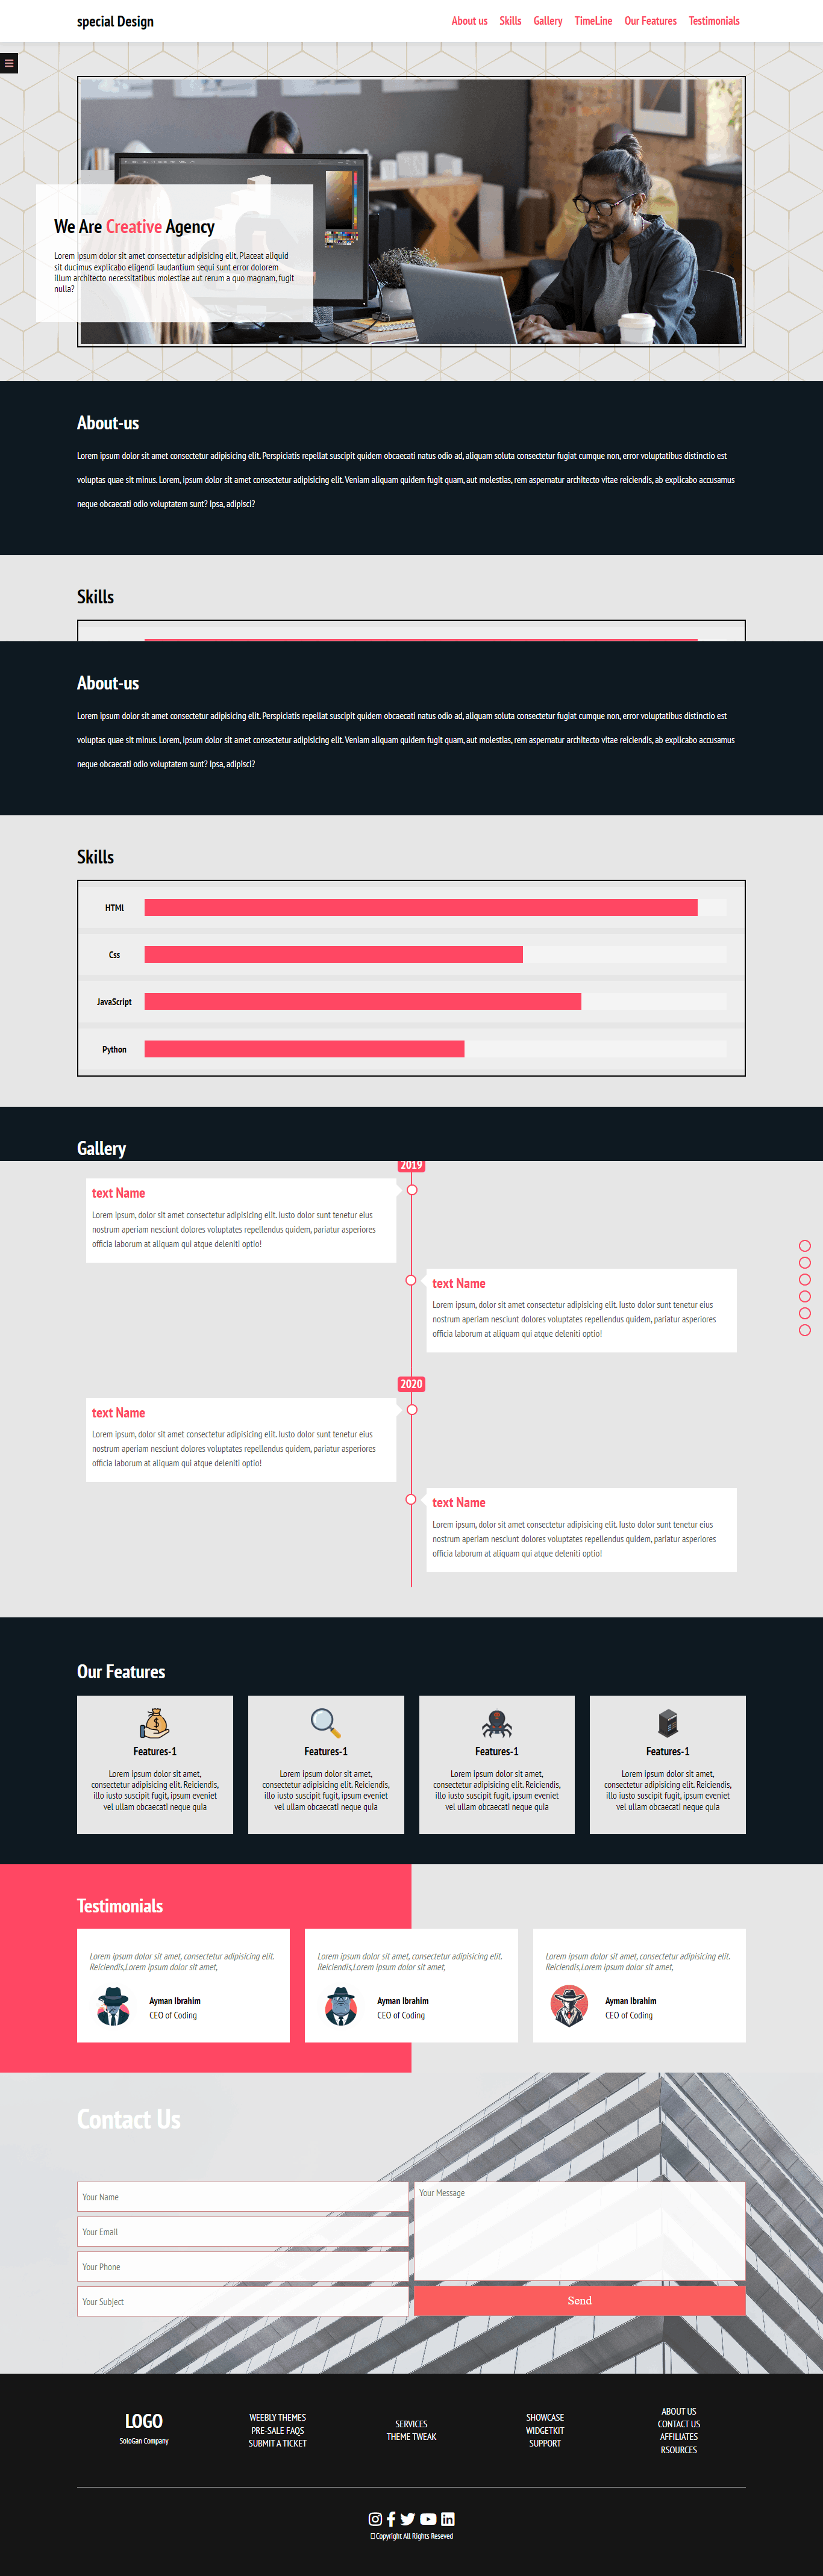 special Design
About us Skills Gallery TimeLine Our Features Testimonials
We Are Creative Agency
Lorem ipsum dolor sit amet consectetur adipisicing elit. Placeat aliquid
sit ducimus explicabo eligendi laudantium sequi sunt error dolorem
illum architecto necessitatibus molestiae aut rerum a quo magnam, fugit
nulla?
About-us
Lorem ipsum dolor sit amet consectetur adipisicing elit. Perspiciatis repellat suscipit quidem obcaecati natus odio ad, aliquam soluta consectetur fugiat cumque non, error voluptatibus distinctio est
voluptas quae sit minus. Lorem, ipsum dolor sit amet consectetur adipisicing elit. Veniam aliquam quidem fugit quam, aut molestias, rem aspernatur architecto vitae reiciendis, ab explicabo accusamus
neque obcaecati odio voluptatem sunt? Ipsa, adipisci?
Skills
About-us
Lorem ipsum dolor sit amet consectetur adipisicing elit. Perspiciatis repellat suscipit quidem obcaecati natus odio ad, aliquam soluta consectetur fugiat cumque non, error voluptatibus distinctio est
voluptas quae sit minus. Lorem, ipsum dolor sit amet consectetur adipisicing elit. Veniam aliquam quidem fugit quam, aut molestias, rem aspernatur architecto vitae reiciendis, ab explicabo accusamus
neque obcaecati odio voluptatem sunt? Ipsa, adipisci?
Skills
HTMl
Css
JavaScript
Python
Gallery
2019
text Name
Lorem ipsum, dolor sit amet consectetur adipisicing elit. Iusto dolor sunt tenetur eius
nostrum aperiam nesciunt dolores voluptates repellendus quidem, pariatur asperiores
officia laborum at aliquam qui atque deleniti optio!
text Name
Lorem ipsum, dolor sit amet consectetur adipisicing elit. Iusto dolor sunt tenetur eius
nostrum aperiam nesciunt dolores voluptates repellendus quidem, pariatur asperiores
officia laborum at aliquam qui atque deleniti optio!
2020
text Name
Lorem ipsum, dolor sit amet consectetur adipisicing elit. Iusto dolor sunt tenetur eius
nostrum aperiam nesciunt dolores voluptates repellendus quidem, pariatur asperiores
officia laborum at aliquam qui atque deleniti optio!
text Name
Lorem ipsum, dolor sit amet consectetur adipisicing elit. Iusto dolor sunt tenetur eius
nostrum aperiam nesciunt dolores voluptates repellendus quidem, pariatur asperiores
officia laborum at aliquam qui atque deleniti optio!
Our Features
Features-1
Lorem ipsum dolor sit amet,
consectetur adipisicing elit. Reiciendis,
illo iusto suscipit fugit, ipsum eveniet
vel ullam obcaecati neque quia
Features-1
Lorem ipsum dolor sit amet,
consectetur adipisicing elit. Reiciendis,
illo iusto suscipit fugit, ipsum eveniet
vel ullam obcaecati neque quia
Features-1
Lorem ipsum dolor sit amet,
consectetur adipisicing elit. Reiciendis,
illo iusto suscipit fugit, ipsum eveniet
vel ullam obcaecati neque quia
Features-1
Lorem ipsum dolor sit amet,
consectetur adipisicing elit. Reiciendis,
illo iusto suscipit fugit, ipsum eveniet
vel ullam obcaecati neque quia
Testimonials
Lorem ipsum dolor sit amet, consectetur adipisicing elit.
Reiciendis,Lorem ipsum dolor sit amet,
Ayman Ibrahim
CEO of Coding
Lorem ipsum dolor sit amet, consectetur adipisicing elit.
Reiciendis,Lorem ipsum dolor sit amet,
Ayman Ibrahim
CEO of Coding
Lorem ipsum dolor sit amet, consectetur adipisicing elit.
Reiciendis,Lorem ipsum dolor sit amet,
Ayman Ibrahim
CEO of Coding
Contact Us
Your Name
Your Email
Your Phone
Your Subject
Your Message
Send
LOGO
SoloGan Company
WEEBLY THEMES
PRE-SALE FAQS
SUBMIT A TICKET
SERVICES
THEME TWEAK
SHOWCASE
WIDGETKIT
SUPPORT
ABOUT US
CONTACT US
AFFILIATES
RSOURCES
Copyright All Rights Reseved